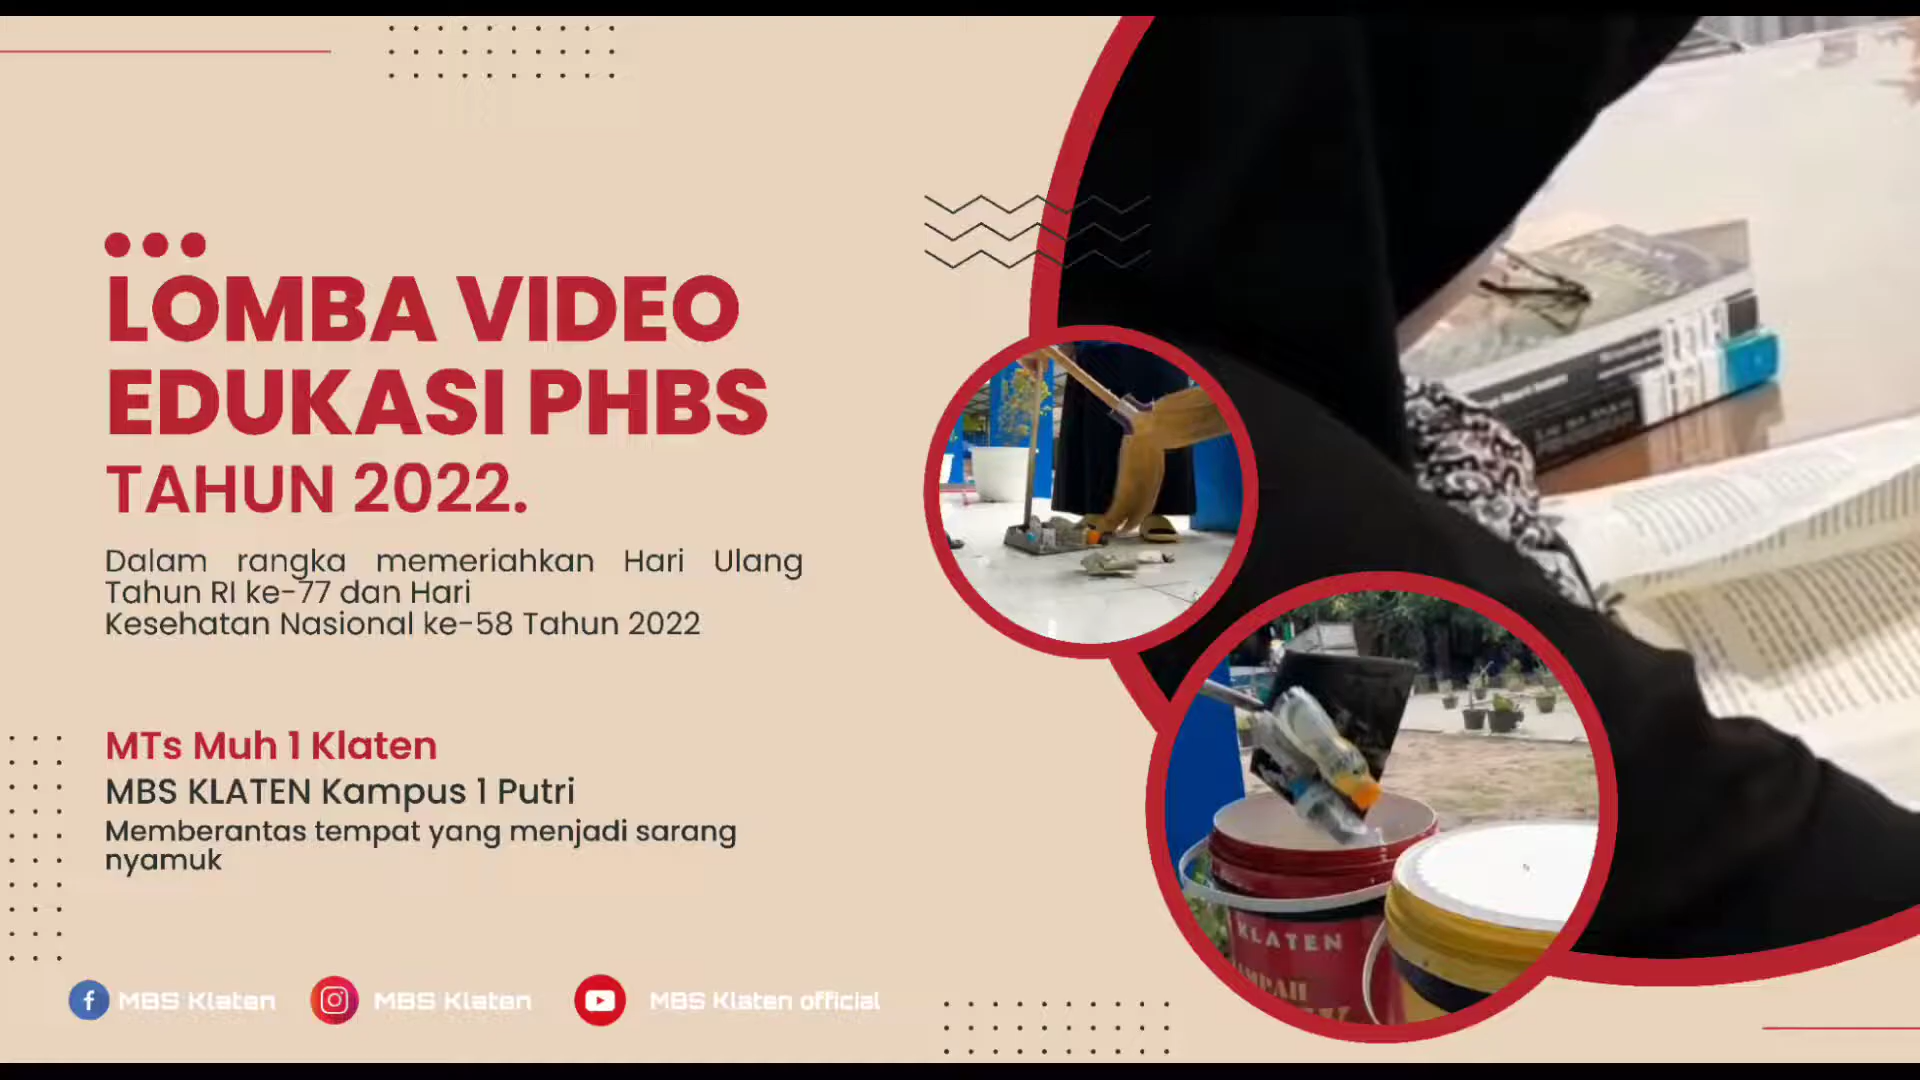 LOMBA VIDEO
EDUKASI PHBS
TAHUN 2022.
Dalam rangka memeriahkan Hari Ulang
Tahun RI ke-77 dan Hari
Kesehatan Nasional ke-58 Tahun 2022
MTs Muh 1 Klaten
MBS KLATEN Kampus 1 Putri
Memberantas tempat yang menjadi sarang
nyamuk
MBS Klaten
MBS Klaten
MBS Klaten official
KLATEN